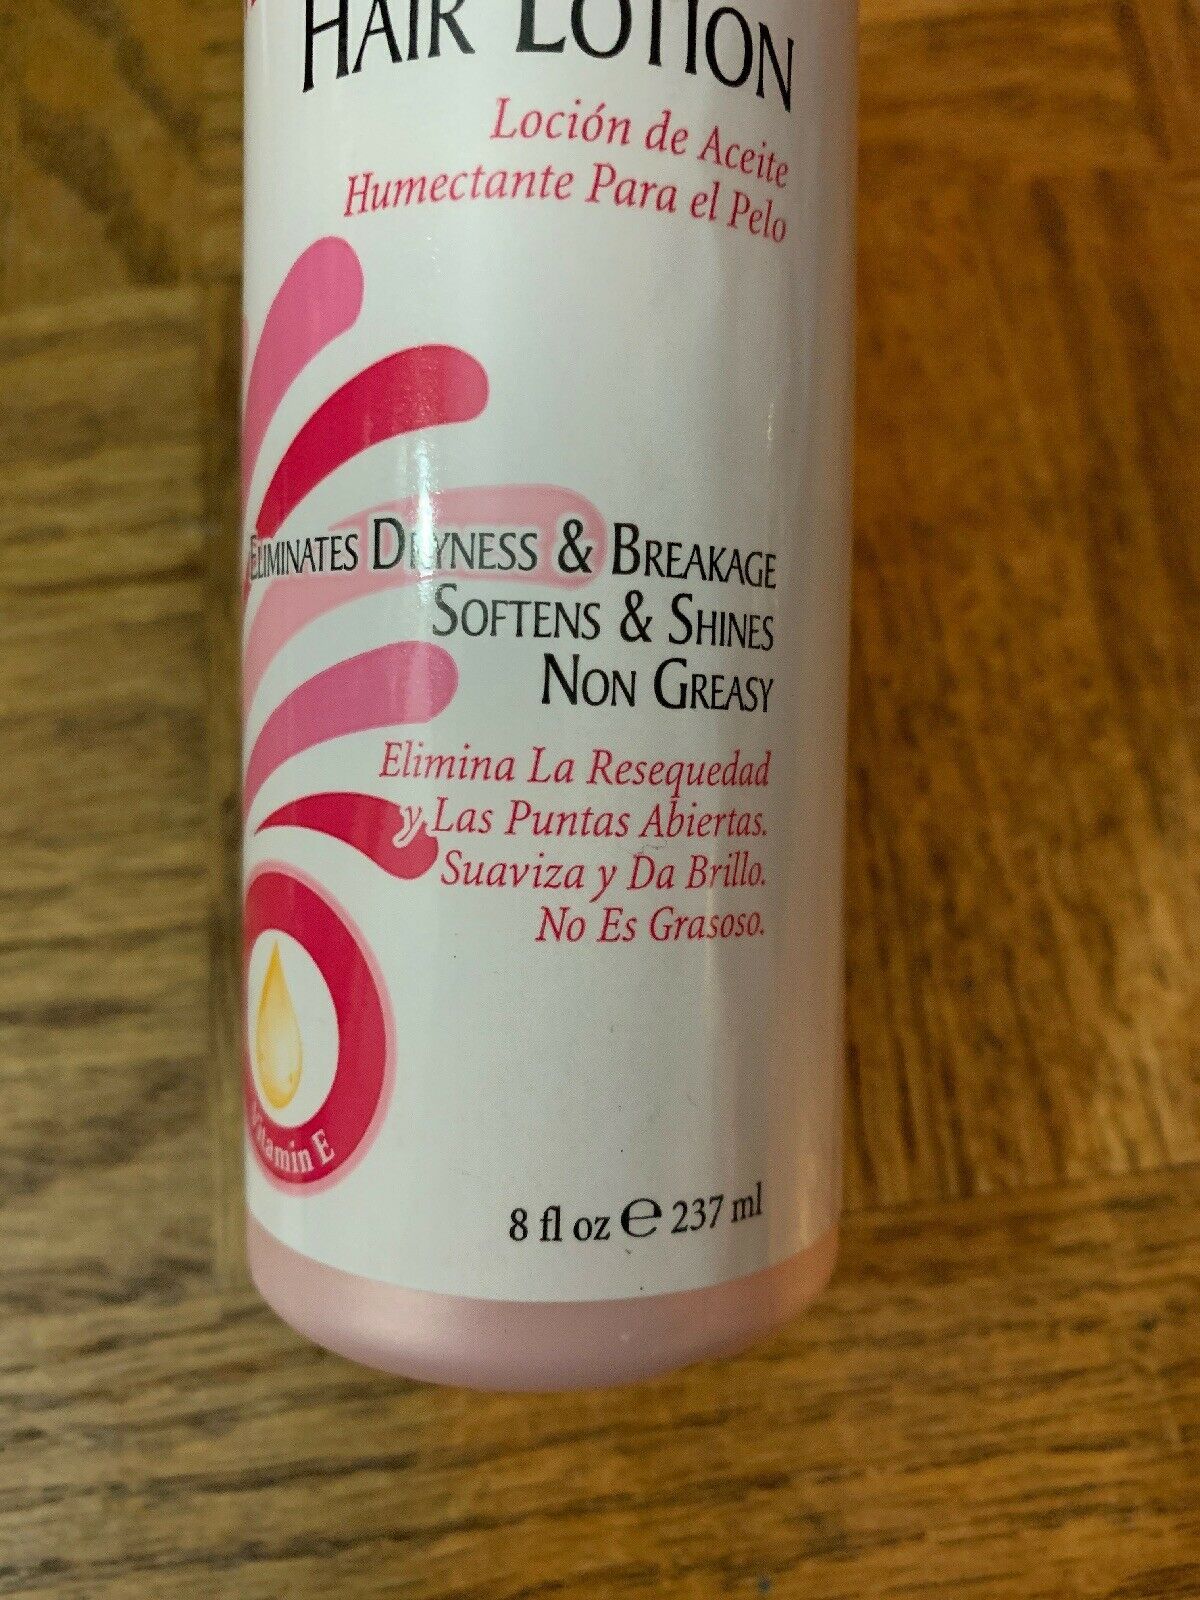 HAIR LOTION
Loción de Aceite
Humectante Para el Pelo
ELIMINATES DRYNESS & BREAKAGE
SOFTENS & SHINES
NON GREASY
Elimina La Resequedad
y Las Puntas Abiertas.
Suaviza y Da Brillo.
No Es Grasoso.
Vitamin E
8 fl oz ℮ 237 ml